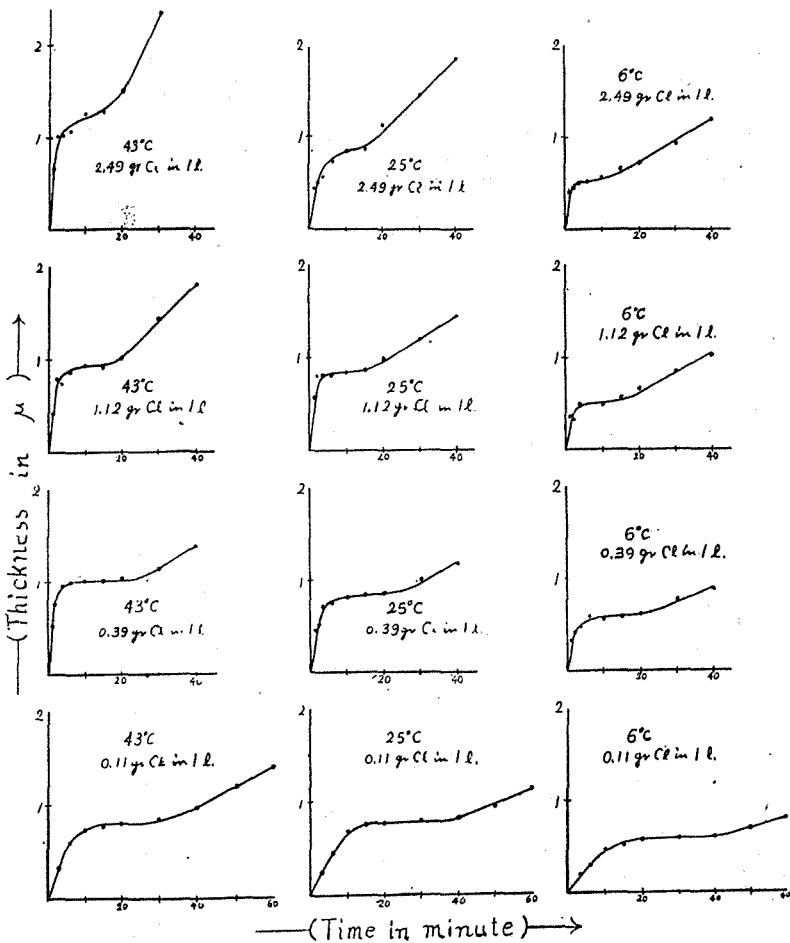 2
1
43°C
2.49 gr Cl in 1 l.
20
40
2
1
25°C
2.49 gr Cl in 1 l
20
40
2
1
6°C
2.49 gr Cl in 1 l.
20
40
2
1
43°C
1.12 gr Cl in 1 l
20
40
2
1
25°C
1.12 gr Cl in 1 l.
20
40
2
1
6°C
1.12 gr Cl in 1 l.
20
40
2
1
43°C
0.39 gr Cl in 1 l.
20
40
2
1
25°C
0.39 gr Cl in 1 l.
20
40
2
1
6°C
0.39 gr Cl in 1 l.
20
40
2
1
43°C
0.11 gr Cl in 1 l.
20
40
60
2
1
25°C
0.11 gr Cl in 1 l.
20
40
60
2
1
6°C
0.11 gr Cl in 1 l.
20
40
60
(Thickness in μ)
(Time in minute)